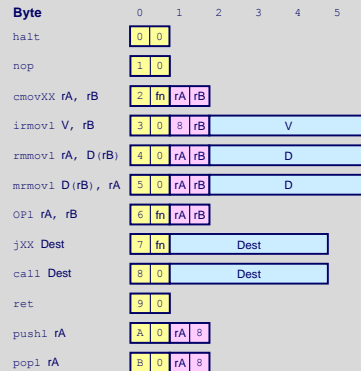 Byte 0 1 2 3 4 5
halt 0 0
nop 1 0
cmovXX rA, rB 2 fn rA rB
irmovl V, rB 3 0 8 rB V
rmmovl rA, D(rB) 4 0 rA rB D
mrmovl D(rB), rA 5 0 rA rB D
OPl rA, rB 6 fn rA rB
jXX Dest 7 fn Dest
call Dest 8 0 Dest
ret 9 0
pushl rA A 0 rA 8
popl rA B 0 rA 8